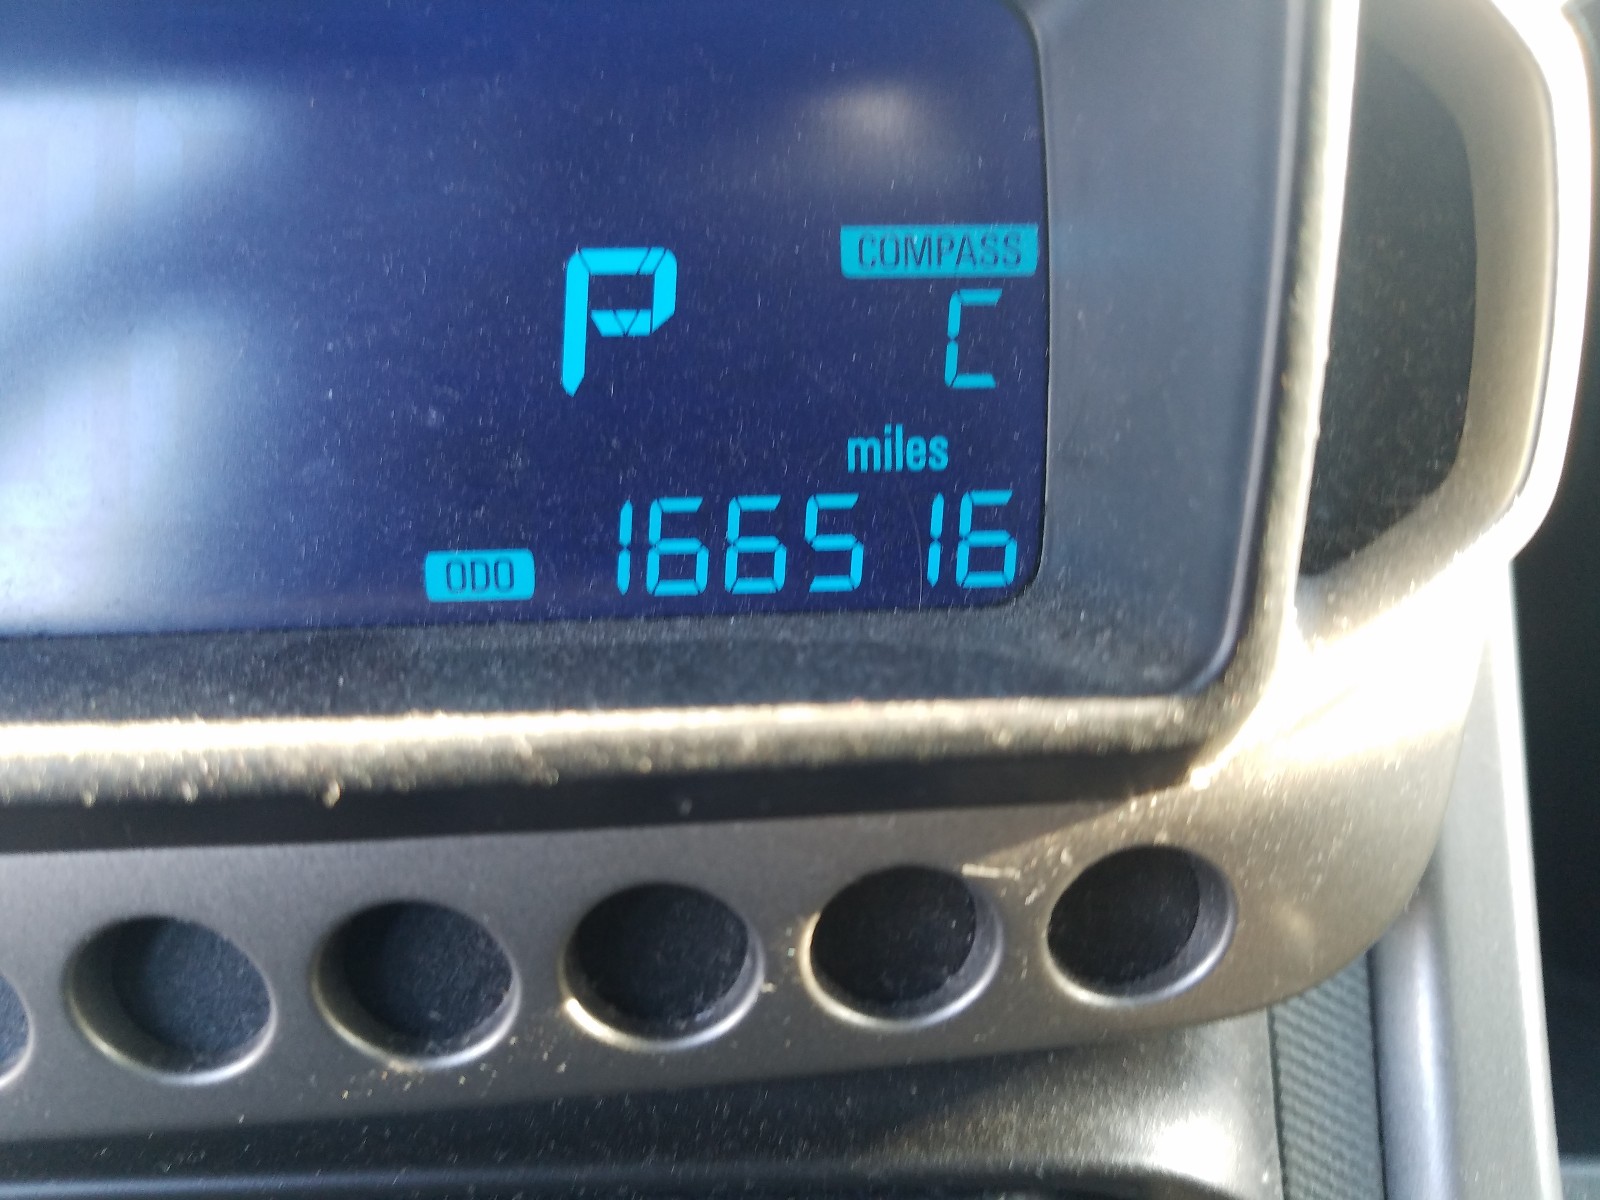 COMPASS
P C
miles
ODO 166516